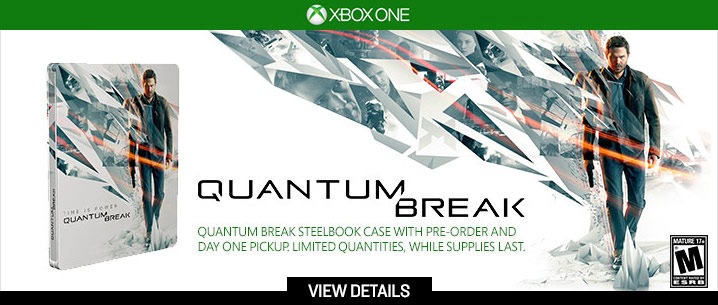 XBOX ONE
TIME IS POWER
QUANTUM BREAK
QUANTUM
BREAK
QUANTUM BREAK STEELBOOK CASE WITH PRE-ORDER AND
DAY ONE PICKUP. LIMITED QUANTITIES, WHILE SUPPLIES LAST.
MATURE 17+
M
CONTENT RATED BY
ESRB
VIEW DETAILS